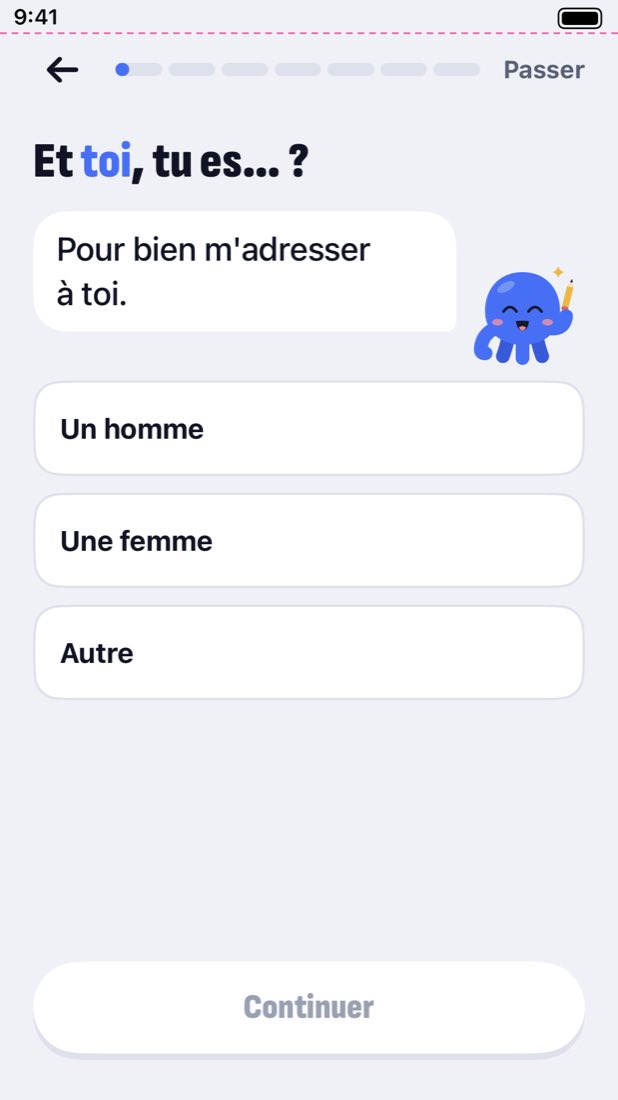 9:41
Passer
Et toi, tu es... ?
Pour bien m'adresser
à toi.
Un homme
Une femme
Autre
Continuer